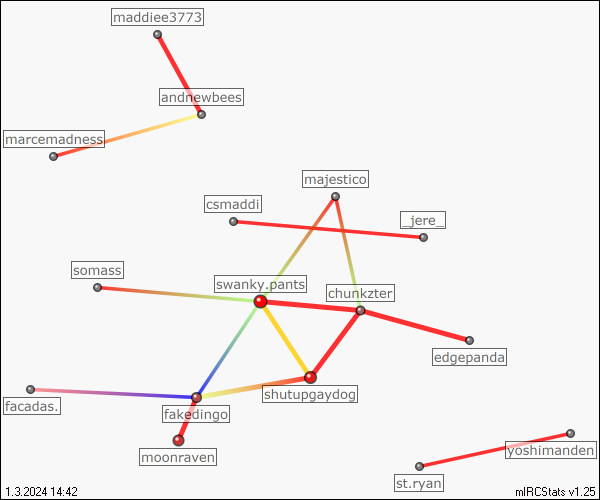 maddiee3773
andnewbees
marcemadness
majestico
csmaddi
_jere_
somass
swanky.pants
chunkzter
edgepanda
shutupgaydog
facadas.
fakedingo
moonraven
yoshimanden
st.ryan
1.3.2024 14:42
mIRCStats v1.25